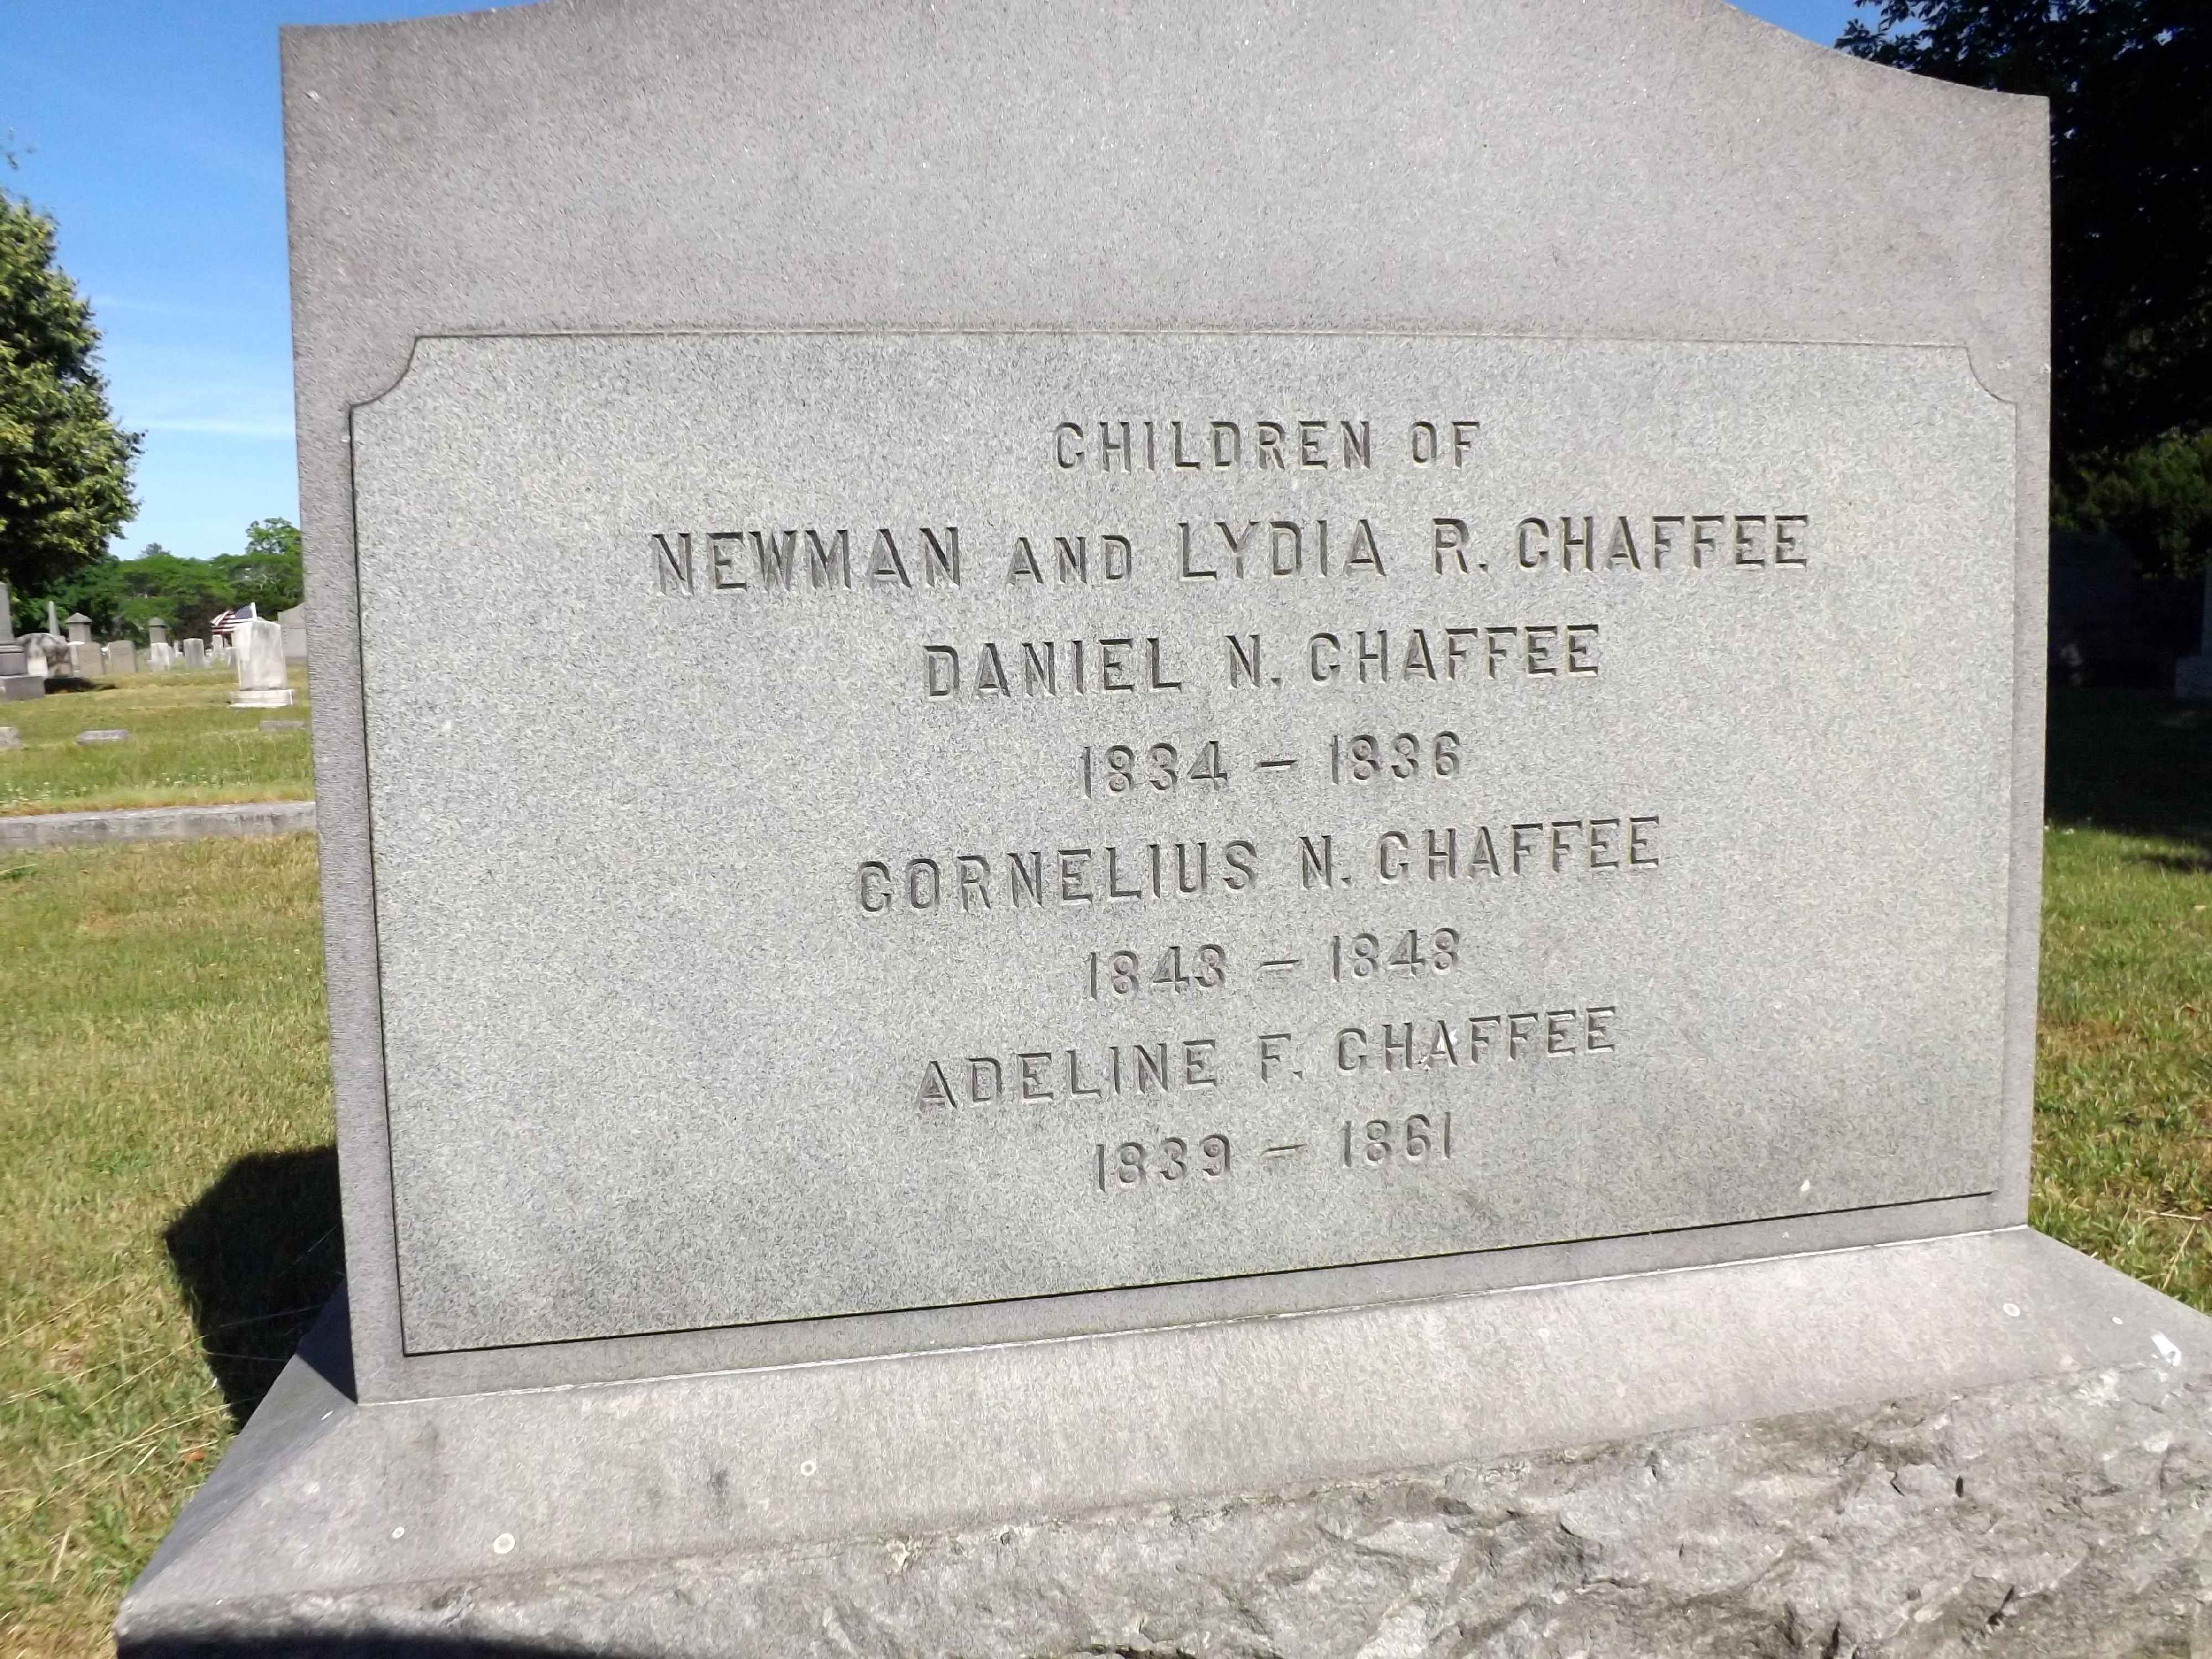 CHILDREN OF
NEWMAN AND LYDIA R. CHAFFEE
DANIEL N. CHAFFEE
1834 – 1836
CORNELIUS N. CHAFFEE
1843 – 1848
ADELINE F. CHAFFEE
1839 – 1861